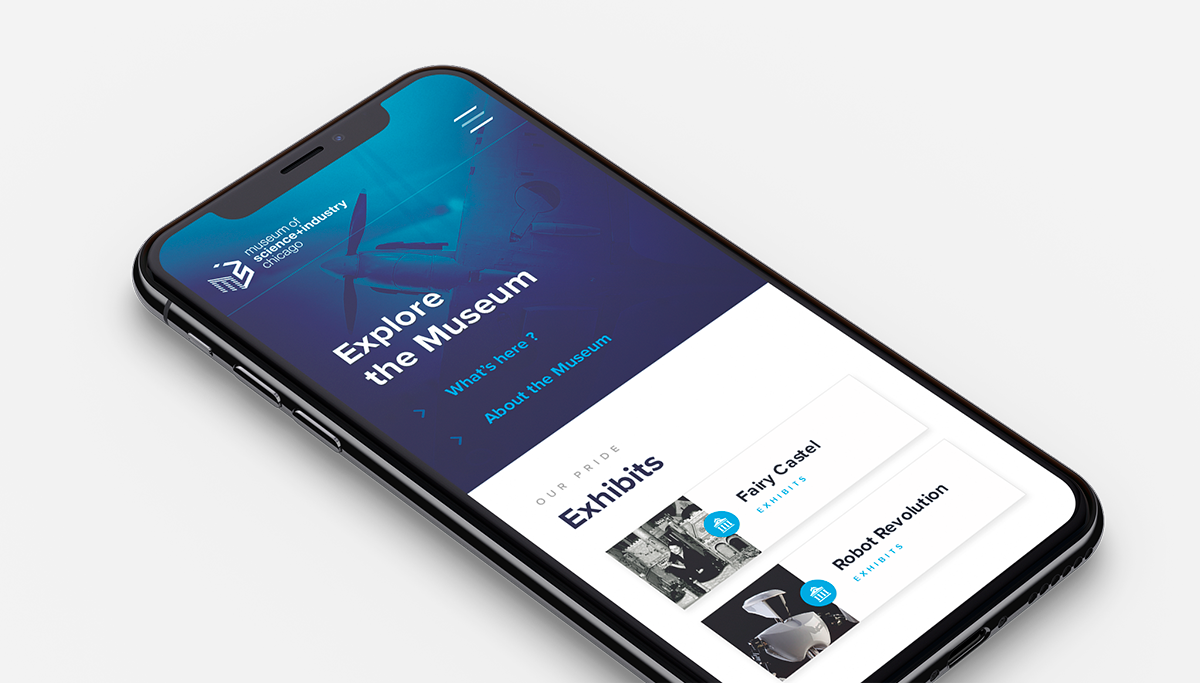 museum of
science+industry
chicago
Explore
the Museum
What's here ?
About the Museum
OUR PRIDE
Exhibits
Fairy Castel
EXHIBITS
Robot Revolution
EXHIBITS